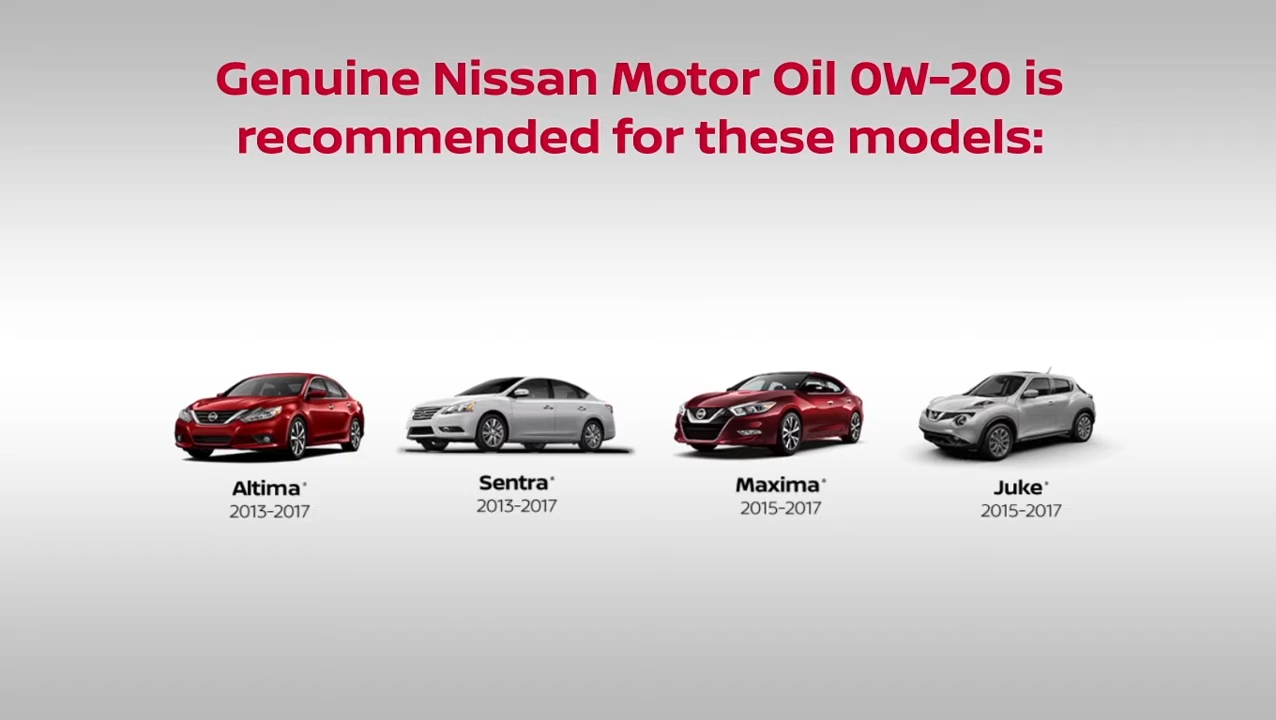 Genuine Nissan Motor Oil 0W-20 is
recommended for these models:
Altima®
2013-2017
Sentra®
2013-2017
Maxima®
2015-2017
Juke®
2015-2017